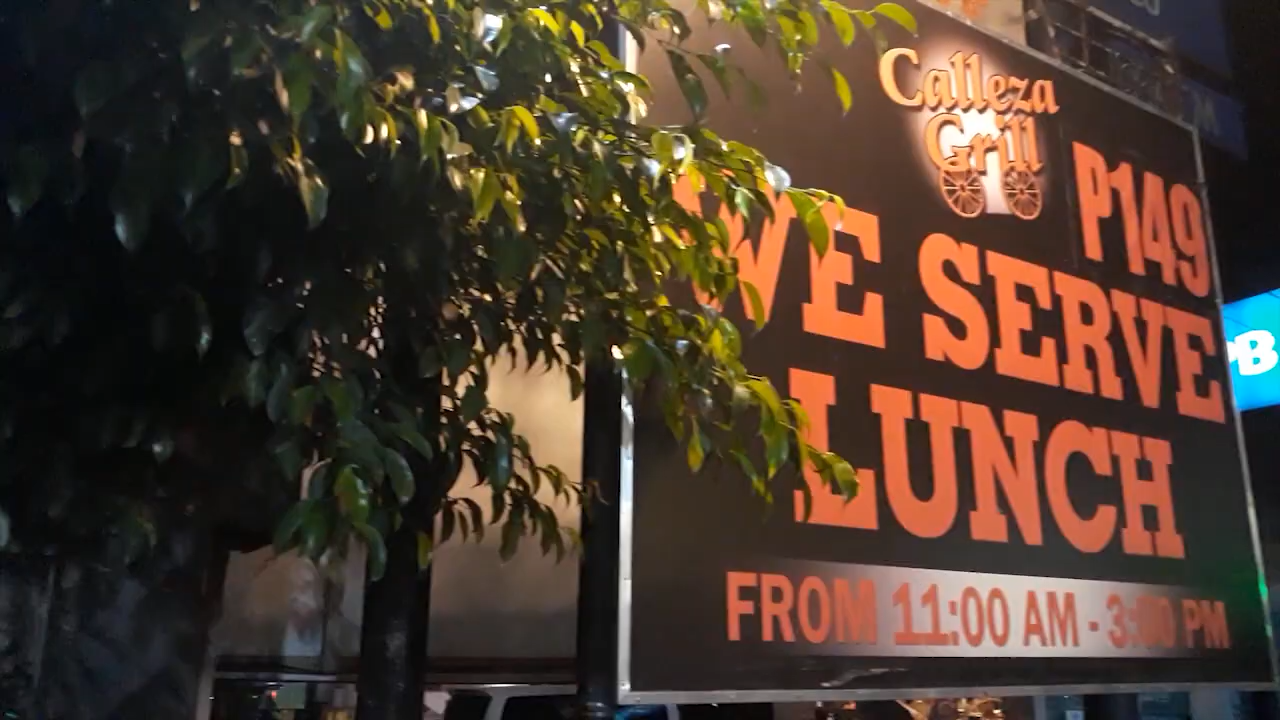 Calleza
Grill
P149
WE SERVE
LUNCH
FROM 11:00 AM - 3:00 PM